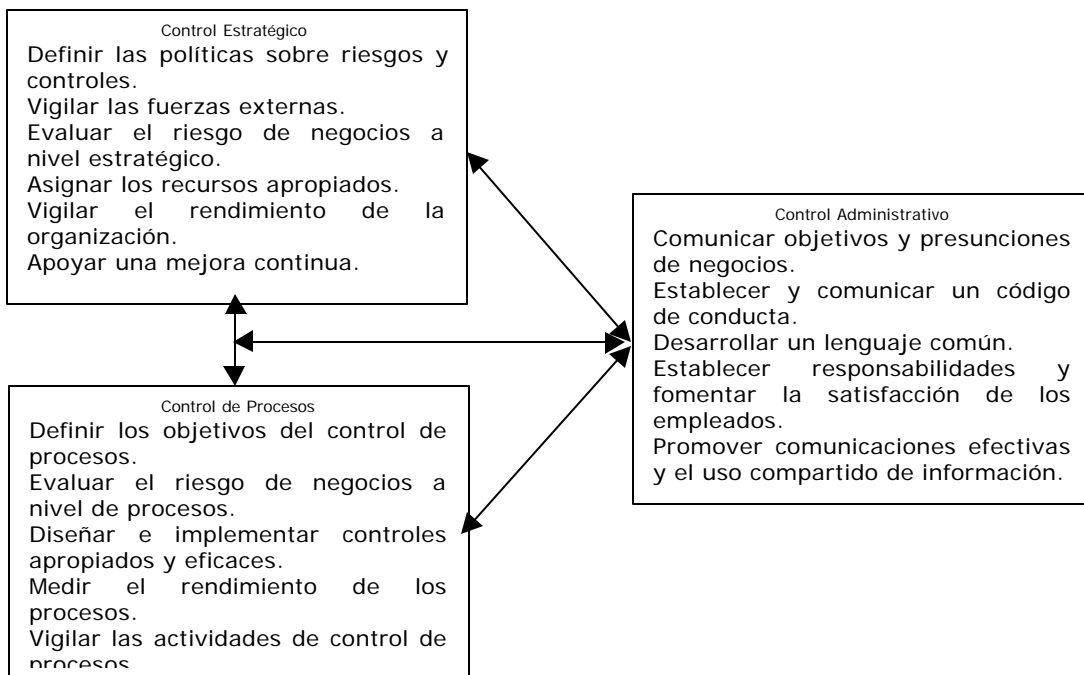 Control Estratégico
Definir las políticas sobre riesgos y
controles.
Vigilar las fuerzas externas.
Evaluar el riesgo de negocios a
nivel estratégico.
Asignar los recursos apropiados.
Vigilar el rendimiento de la
organización.
Apoyar una mejora continua.
Control Administrativo
Comunicar objetivos y presunciones
de negocios.
Establecer y comunicar un código
de conducta.
Desarrollar un lenguaje común.
Establecer responsabilidades y
fomentar la satisfacción de los
empleados.
Promover comunicaciones efectivas
y el uso compartido de información.
Control de Procesos
Definir los objetivos del control de
procesos.
Evaluar el riesgo de negocios a
nivel de procesos.
Diseñar e implementar controles
apropiados y eficaces.
Medir el rendimiento de los
procesos.
Vigilar las actividades de control de
procesos